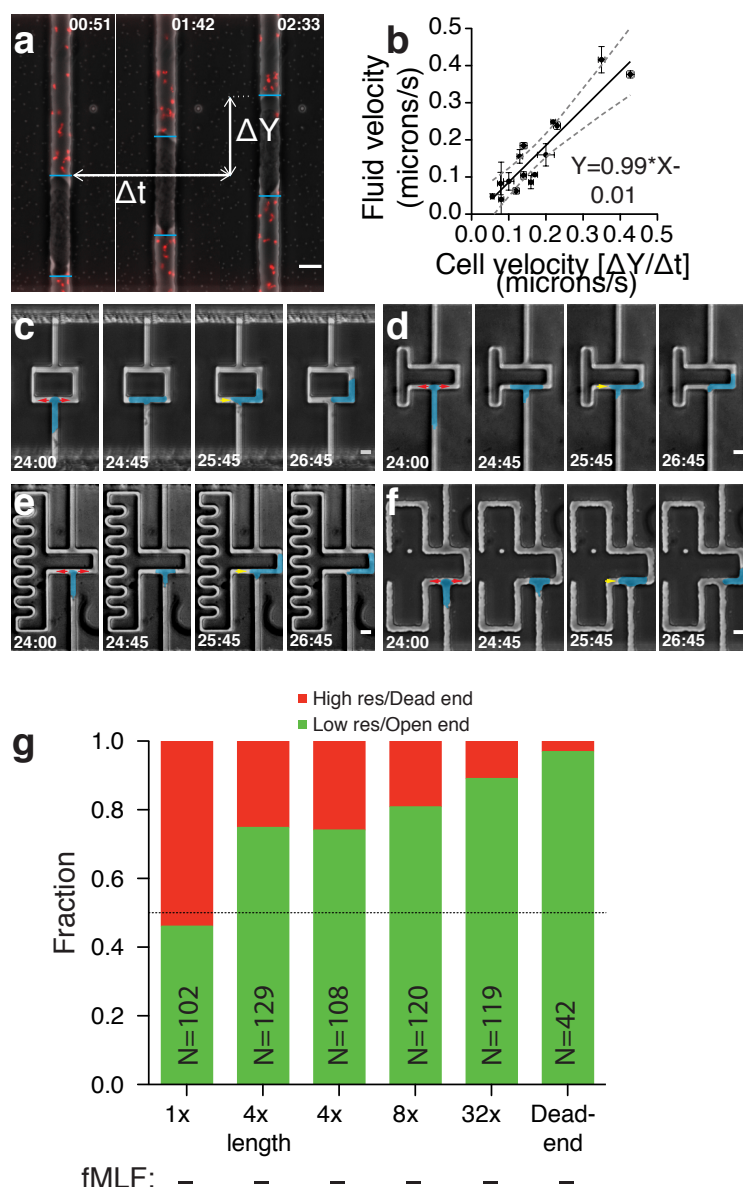 a
00:51
01:42
02:33
ΔY
Δt
b
Fluid velocity
(microns/s)
0.5
0.4
0.3
0.2
0.1
0.0
Y=0.99*X-
0.01
0.0 0.1 0.2 0.3 0.4 0.5
Cell velocity [ΔY/Δt]
(microns/s)
c
24:00
24:45
25:45
26:45
d
24:00
24:45
25:45
26:45
e
24:00
24:45
25:45
26:45
f
24:00
24:45
25:45
26:45
High res/Dead end
Low res/Open end
g
Fraction
1.0
0.8
0.6
0.4
0.2
0.0
N=102
N=129
N=108
N=120
N=119
N=42
1x 4x 4x 8x 32x Dead-
length end
fMLF: – – – – – –